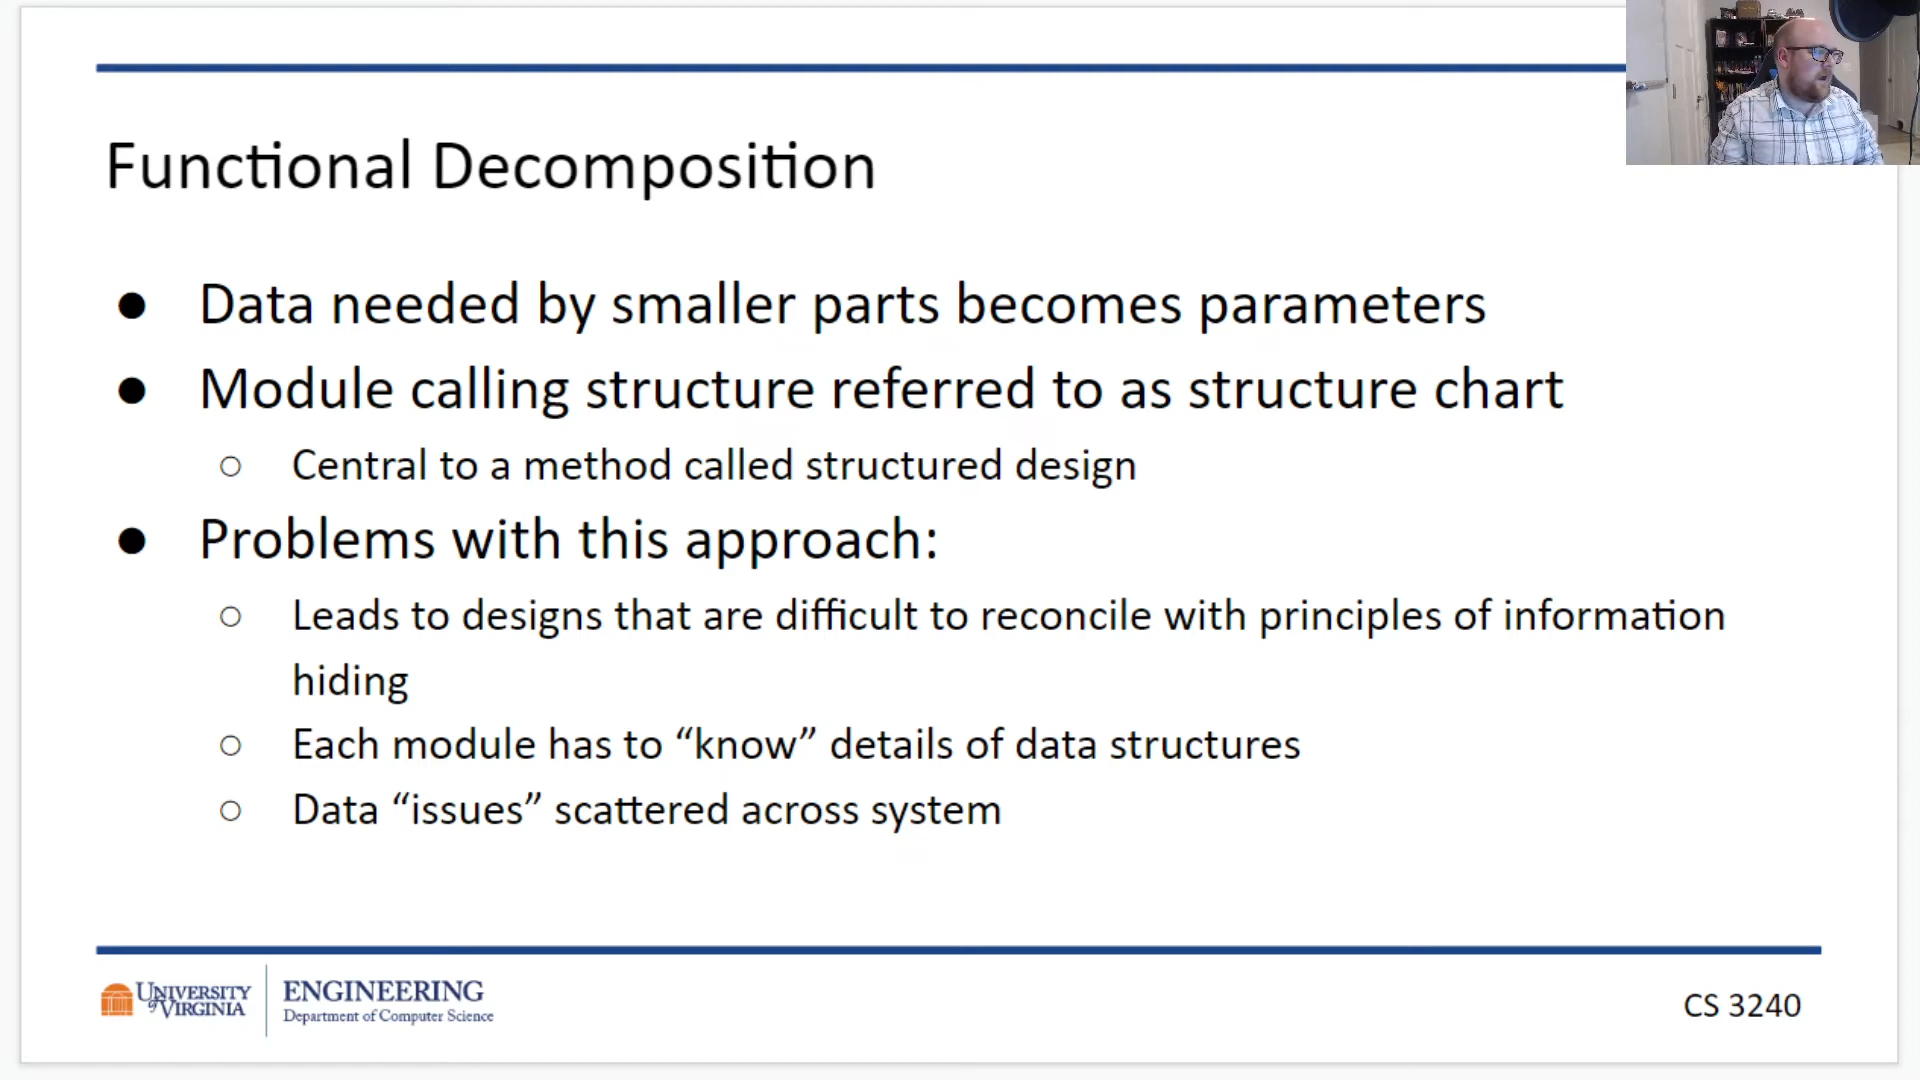 Functional Decomposition
● Data needed by smaller parts becomes parameters
● Module calling structure referred to as structure chart
○ Central to a method called structured design
● Problems with this approach:
○ Leads to designs that are difficult to reconcile with principles of information
hiding
○ Each module has to “know” details of data structures
○ Data “issues” scattered across system
UNIVERSITY
of VIRGINIA
ENGINEERING
Department of Computer Science
CS 3240